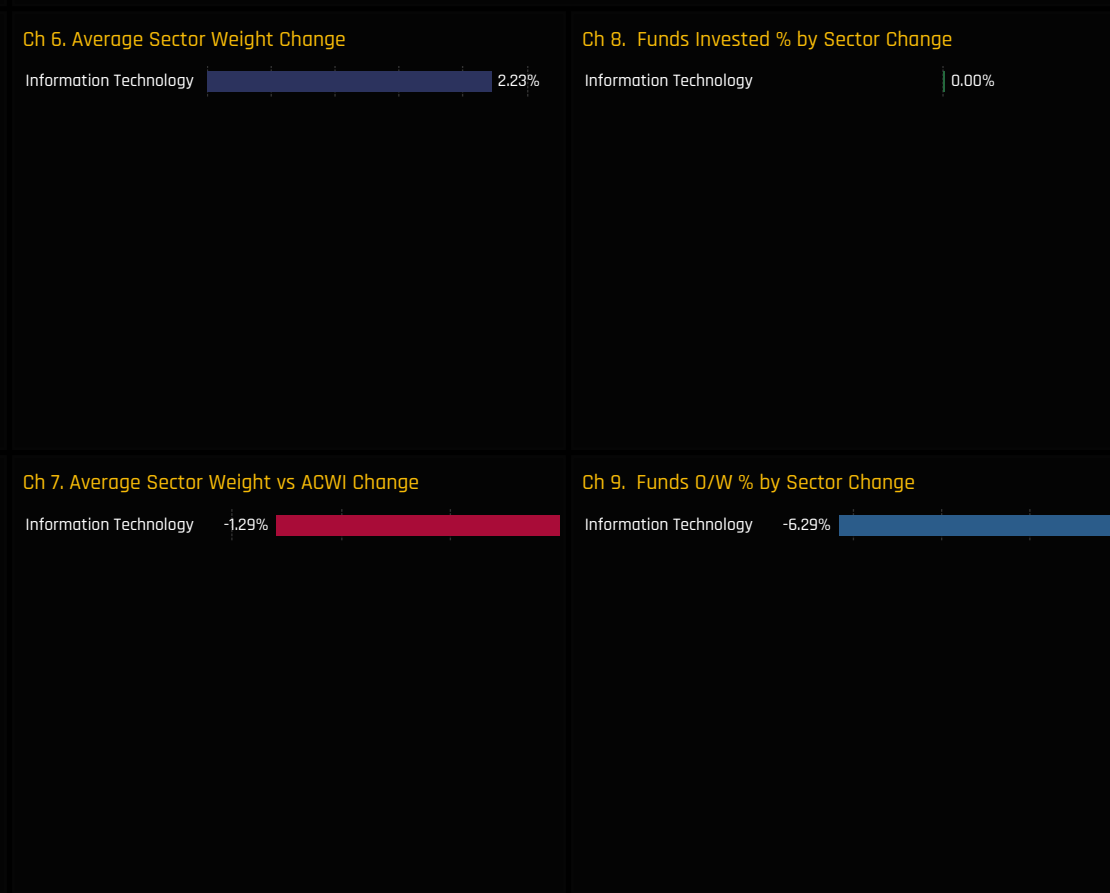 Ch 6. Average Sector Weight Change
Information Technology 2.23%
Ch 8. Funds Invested % by Sector Change
Information Technology 0.00%
Ch 7. Average Sector Weight vs ACWI Change
Information Technology -1.29%
Ch 9. Funds O/W % by Sector Change
Information Technology -6.29%